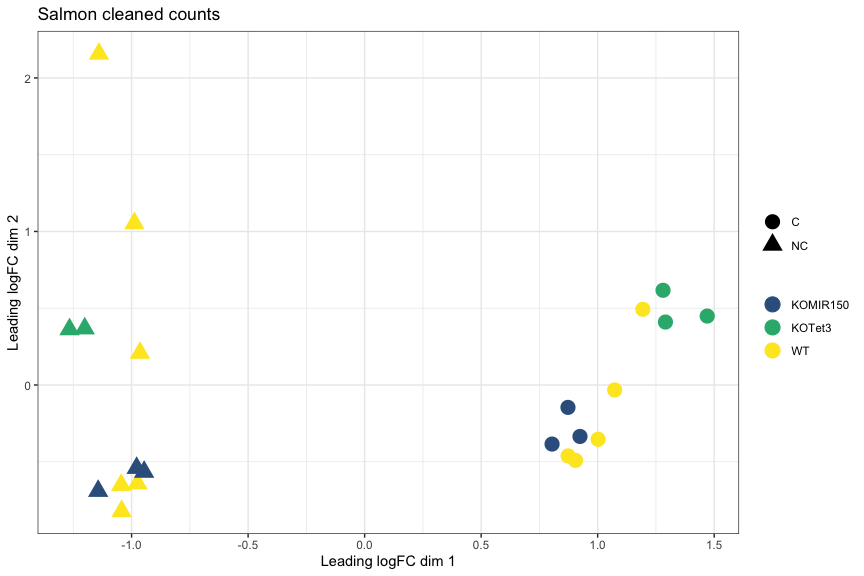 Salmon cleaned counts
Leading logFC dim 2
2
1
0
-1.0
-0.5
0.0
0.5
1.0
1.5
Leading logFC dim 1
C
NC
KOMIR150
KOTet3
WT